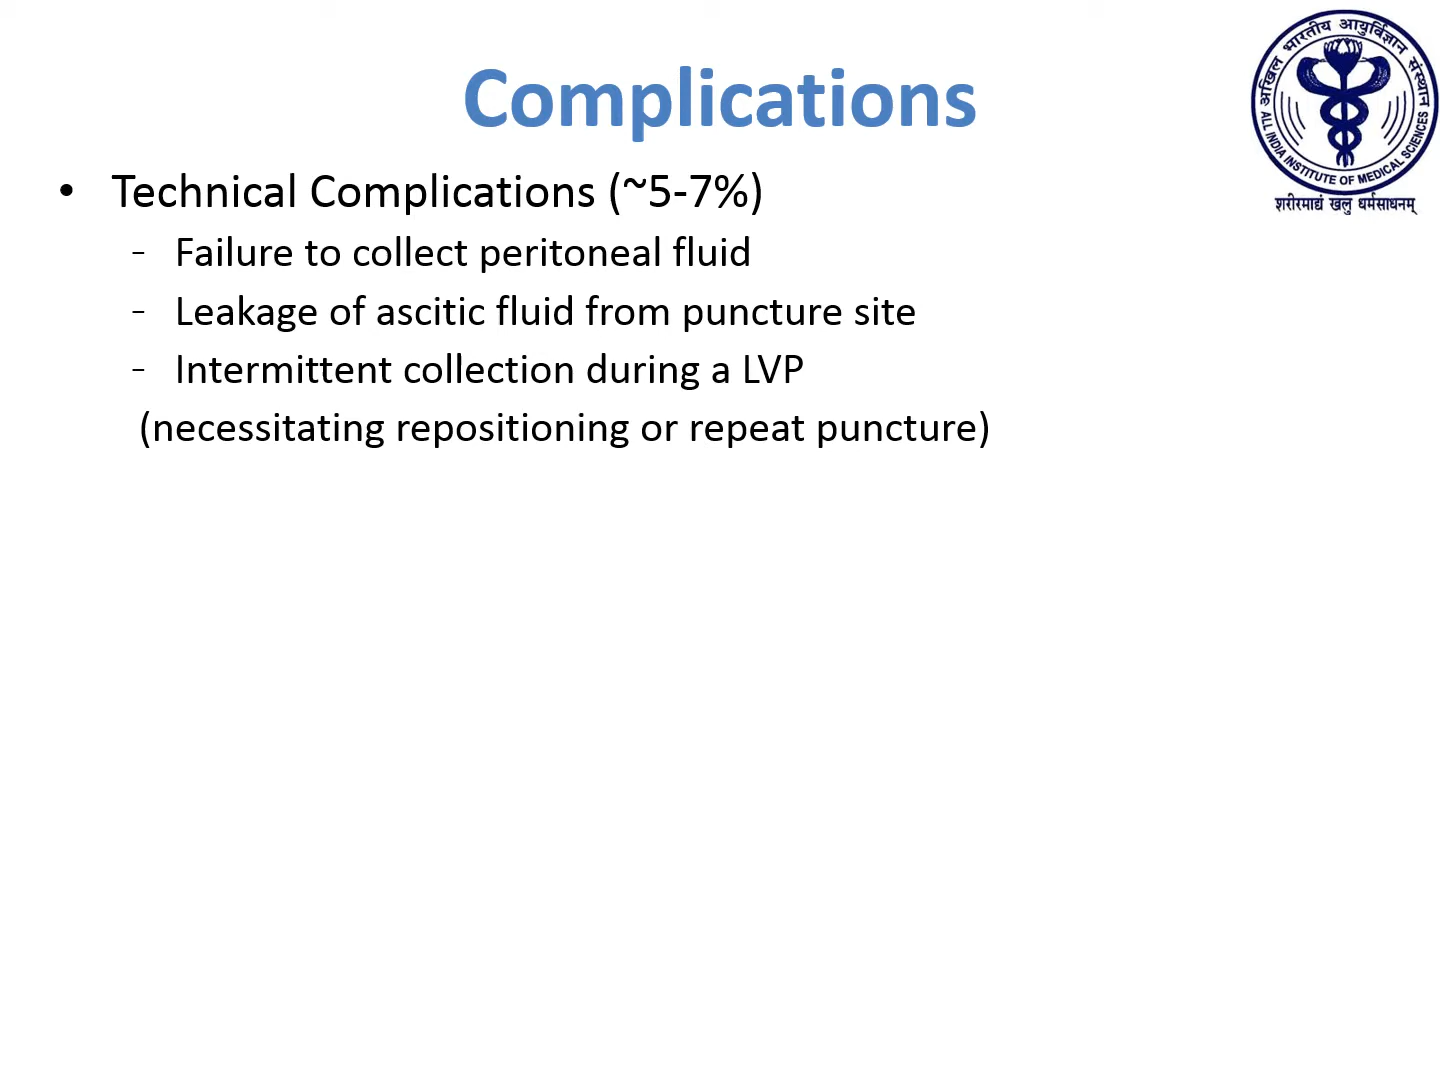 Complications
अखिल भारतीय आयुर्विज्ञान संस्थान
ALL INDIA INSTITUTE OF MEDICAL SCIENCES
शरीरमाद्यं खलु धर्मसाधनम्
• Technical Complications (~5-7%)
- Failure to collect peritoneal fluid
- Leakage of ascitic fluid from puncture site
- Intermittent collection during a LVP
(necessitating repositioning or repeat puncture)